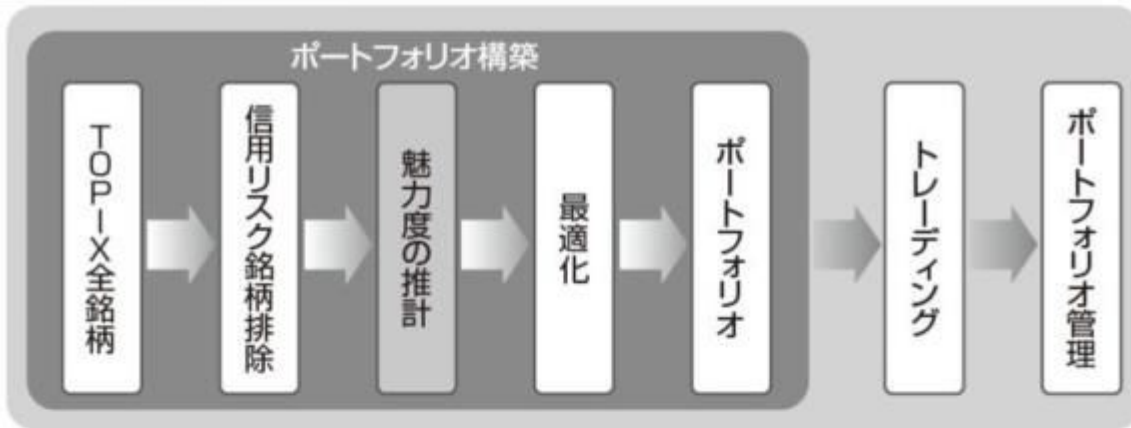 ポートフォリオ構築
TOPIX全銘柄
信用リスク銘柄排除
魅力度の推計
最適化
ポートフォリオ
トレーディング
ポートフォリオ管理